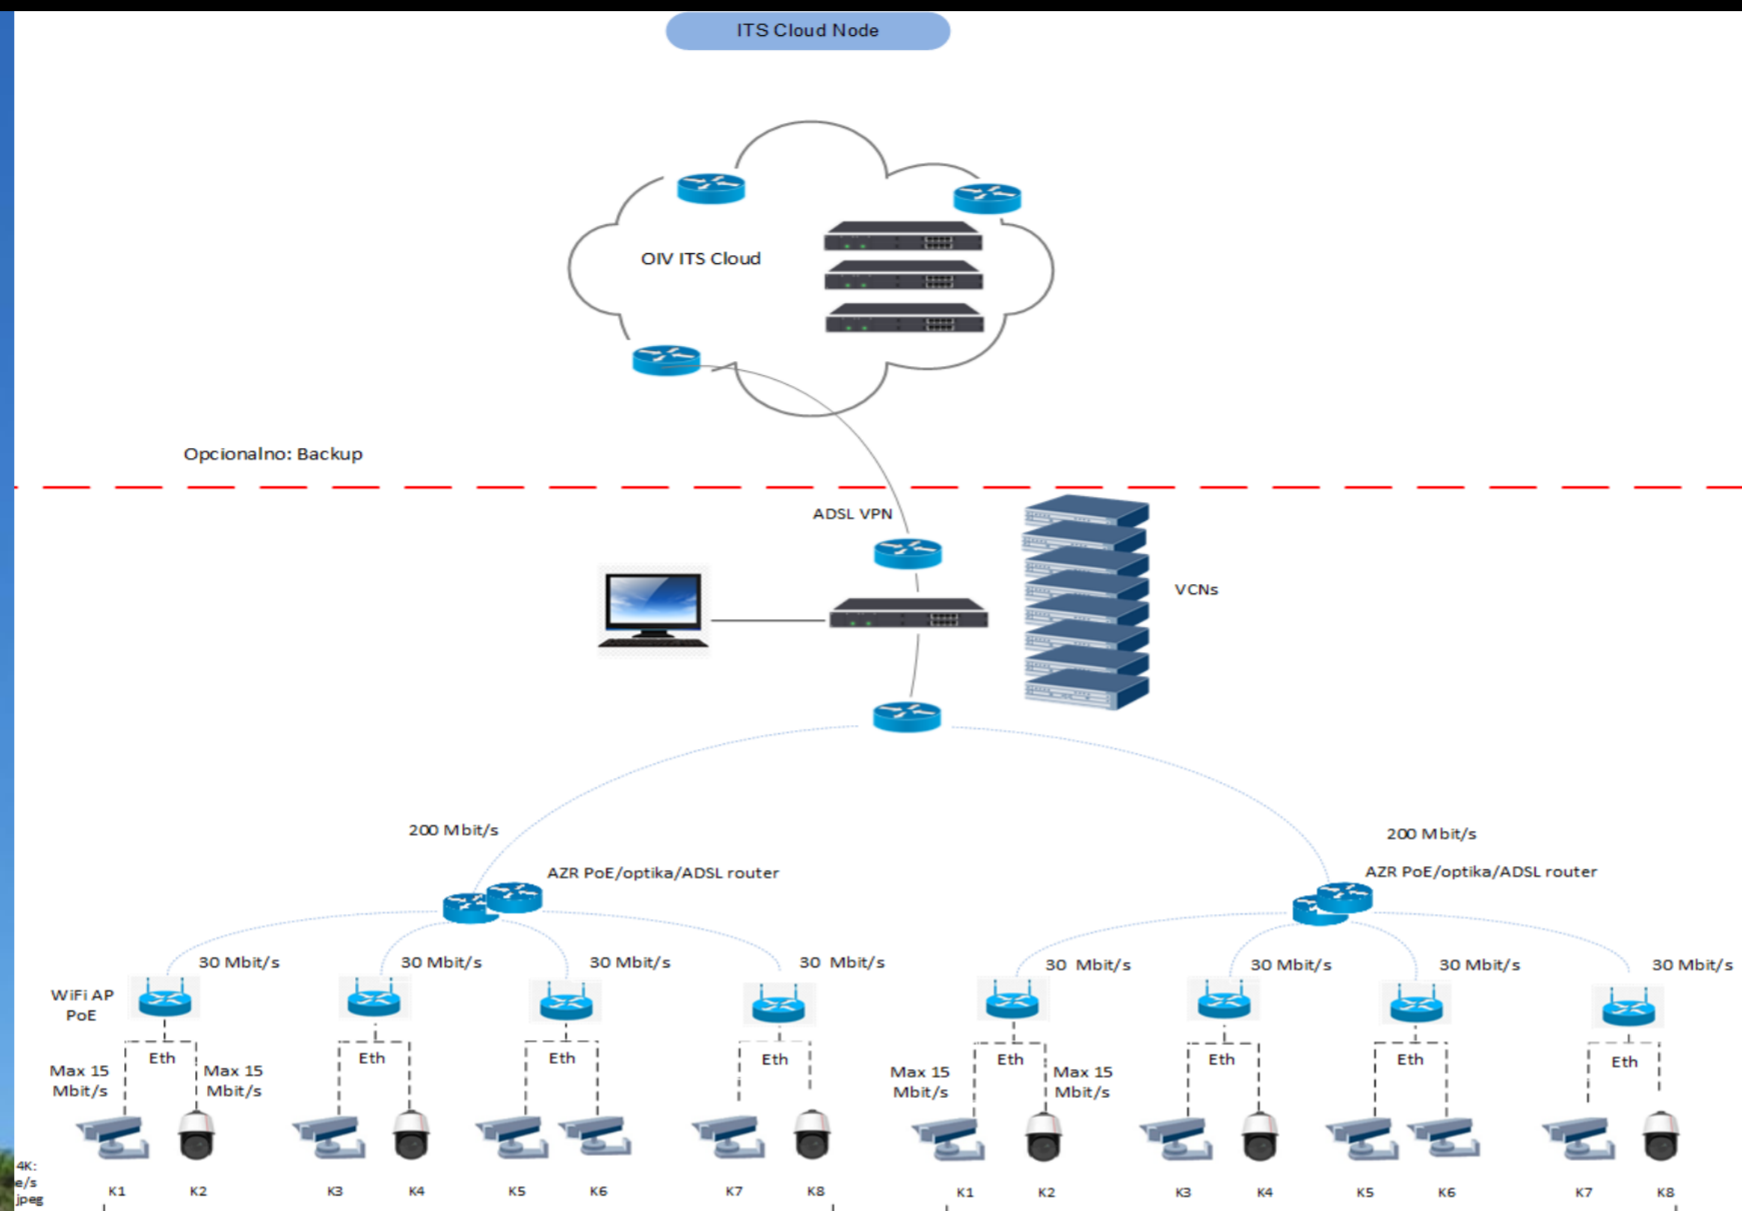 ITS Cloud Node
OIV ITS Cloud
Opcionalno: Backup
ADSL VPN
VCNs
200 Mbit/s
200 Mbit/s
AZR PoE/optika/ADSL router
AZR PoE/optika/ADSL router
30 Mbit/s
30 Mbit/s
30 Mbit/s
30 Mbit/s
30 Mbit/s
30 Mbit/s
30 Mbit/s
30 Mbit/s
WiFi AP
PoE
Eth
Eth
Eth
Eth
Eth
Eth
Eth
Eth
Max 15
Mbit/s
Max 15
Mbit/s
Max 15
Mbit/s
Max 15
Mbit/s
4K:
e/s
jpeg
K1
K2
K3
K4
K5
K6
K7
K8
K1
K2
K3
K4
K5
K6
K7
K8